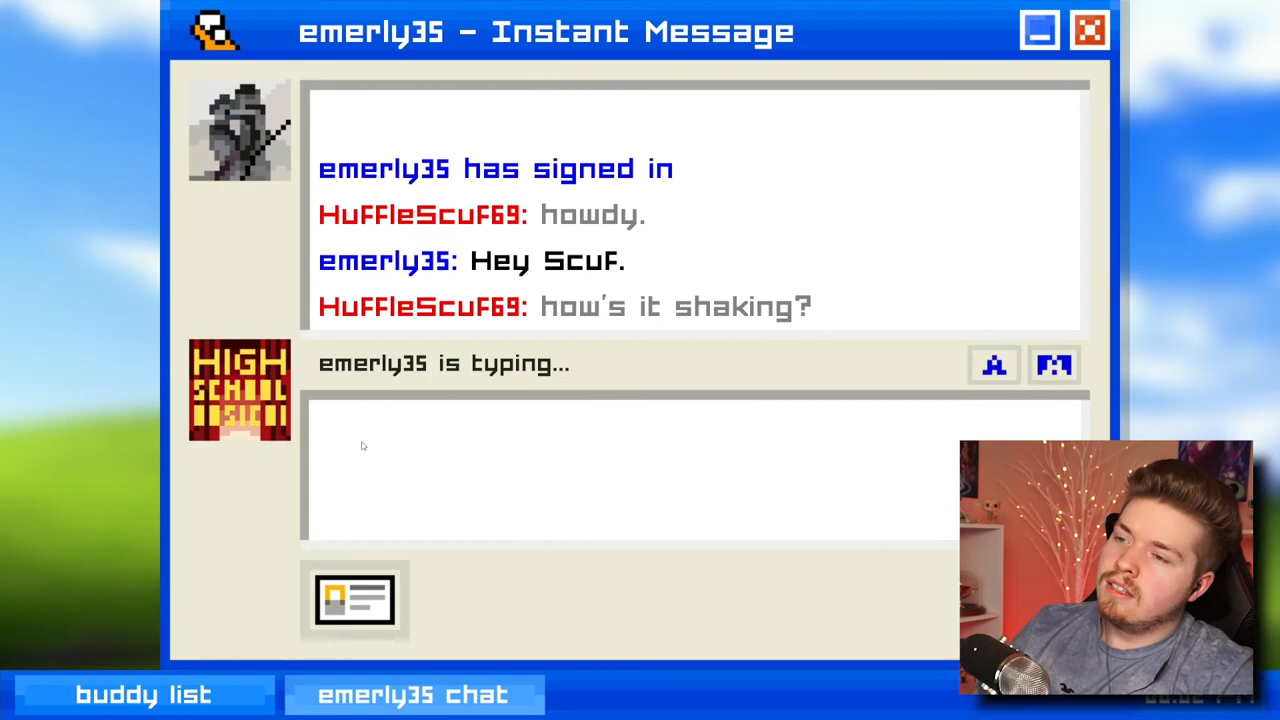 emerly35 - Instant Message
emerly35 has signed in
HuffleScuf69: howdy.
emerly35: Hey Scuf.
HuffleScuf69: how's it shaking?
HIGH
SCHOOL
emerly35 is typing...
A
buddy list
emerly35 chat